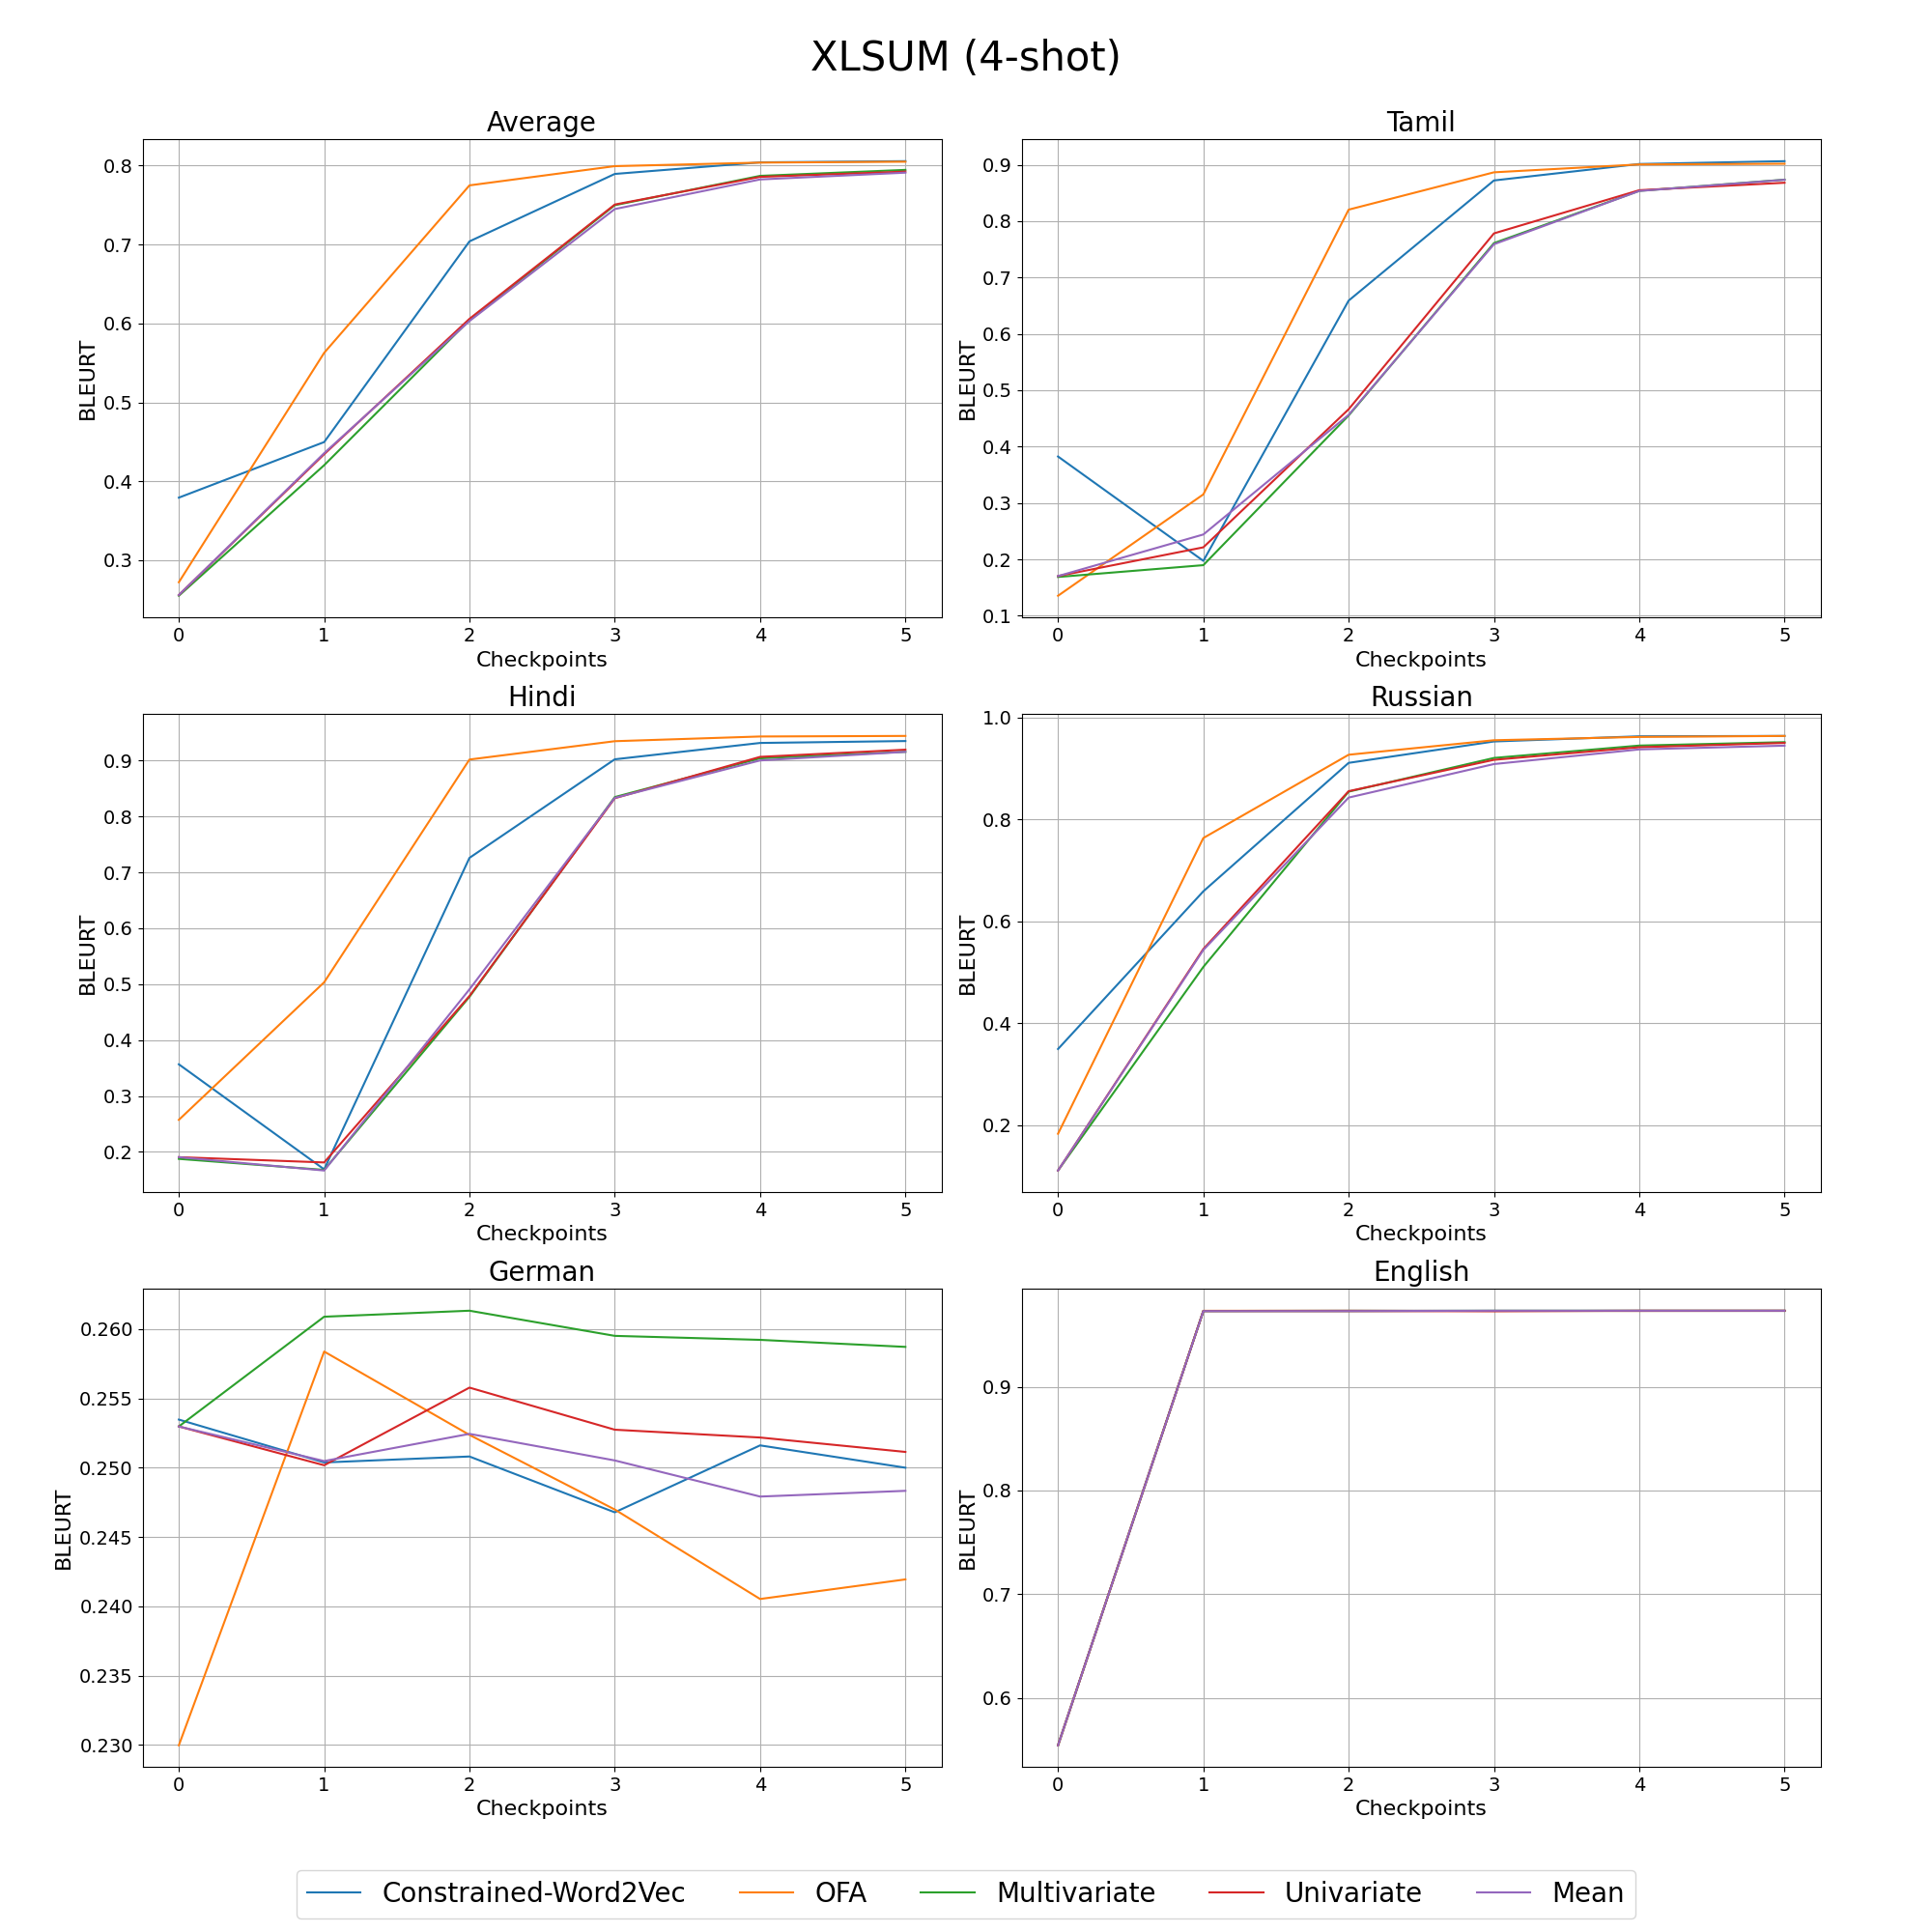 XLSUM (4-shot)
Average
BLEURT
0.8
0.7
0.6
0.5
0.4
0.3
0 1 2 3 4 5
Checkpoints
Tamil
BLEURT
0.9
0.8
0.7
0.6
0.5
0.4
0.3
0.2
0.1
0 1 2 3 4 5
Checkpoints
Hindi
BLEURT
0.9
0.8
0.7
0.6
0.5
0.4
0.3
0.2
0 1 2 3 4 5
Checkpoints
Russian
BLEURT
1.0
0.8
0.6
0.4
0.2
0 1 2 3 4 5
Checkpoints
German
BLEURT
0.260
0.255
0.250
0.245
0.240
0.235
0.230
0 1 2 3 4 5
Checkpoints
English
BLEURT
0.9
0.8
0.7
0.6
0 1 2 3 4 5
Checkpoints
Constrained-Word2Vec OFA Multivariate Univariate Mean